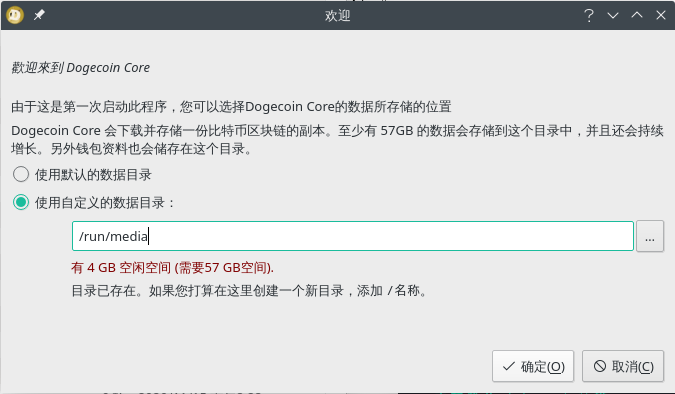 欢迎
歡迎來到 Dogecoin Core
由于这是第一次启动此程序，您可以选择Dogecoin Core的数据所存储的位置
Dogecoin Core 会下载并存储一份比特币区块链的副本。至少有 57GB 的数据会存储到这个目录中，并且还会持续
增长。另外钱包资料也会储存在这个目录。
使用默认的数据目录
使用自定义的数据目录：
/run/media
...
有 4 GB 空闲空间 (需要57 GB空间).
目录已存在。如果您打算在这里创建一个新目录，添加 / 名称。
确定(O) 取消(C)